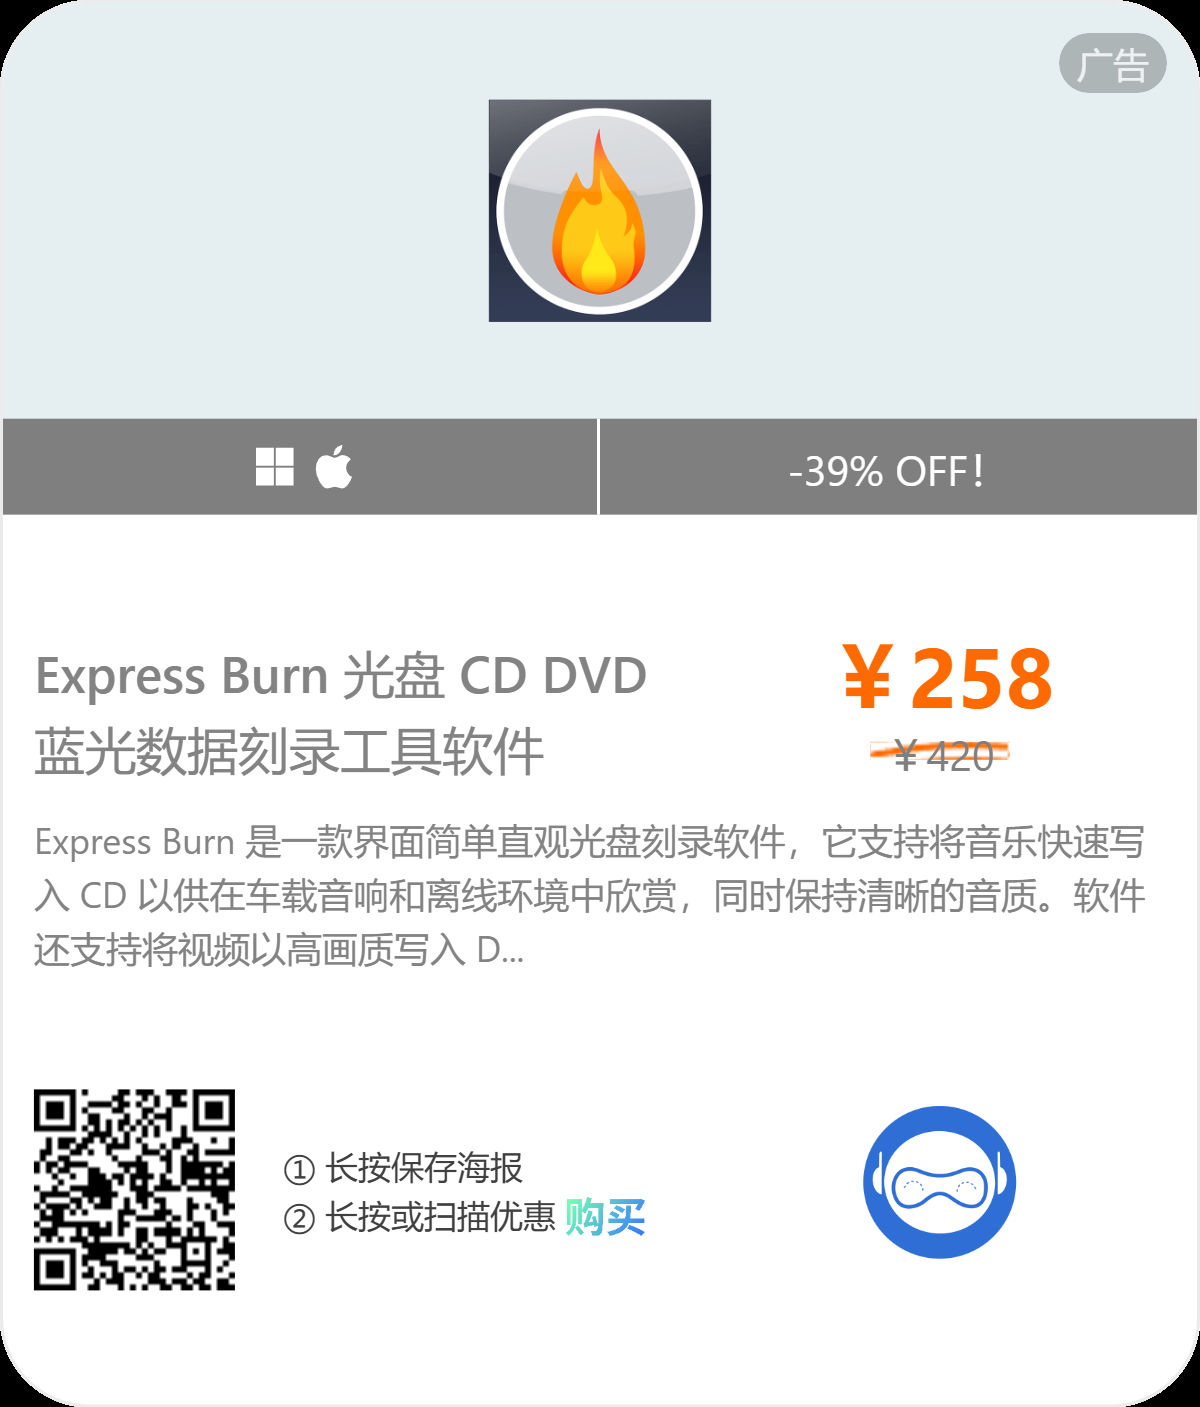 广告
-39% OFF!
Express Burn 光盘 CD DVD
蓝光数据刻录工具软件
¥258
¥420
Express Burn 是一款界面简单直观光盘刻录软件，它支持将音乐快速写
入 CD 以供在车载音响和离线环境中欣赏，同时保持清晰的音质。软件
还支持将视频以高画质写入 D...
① 长按保存海报
② 长按或扫描优惠 购买